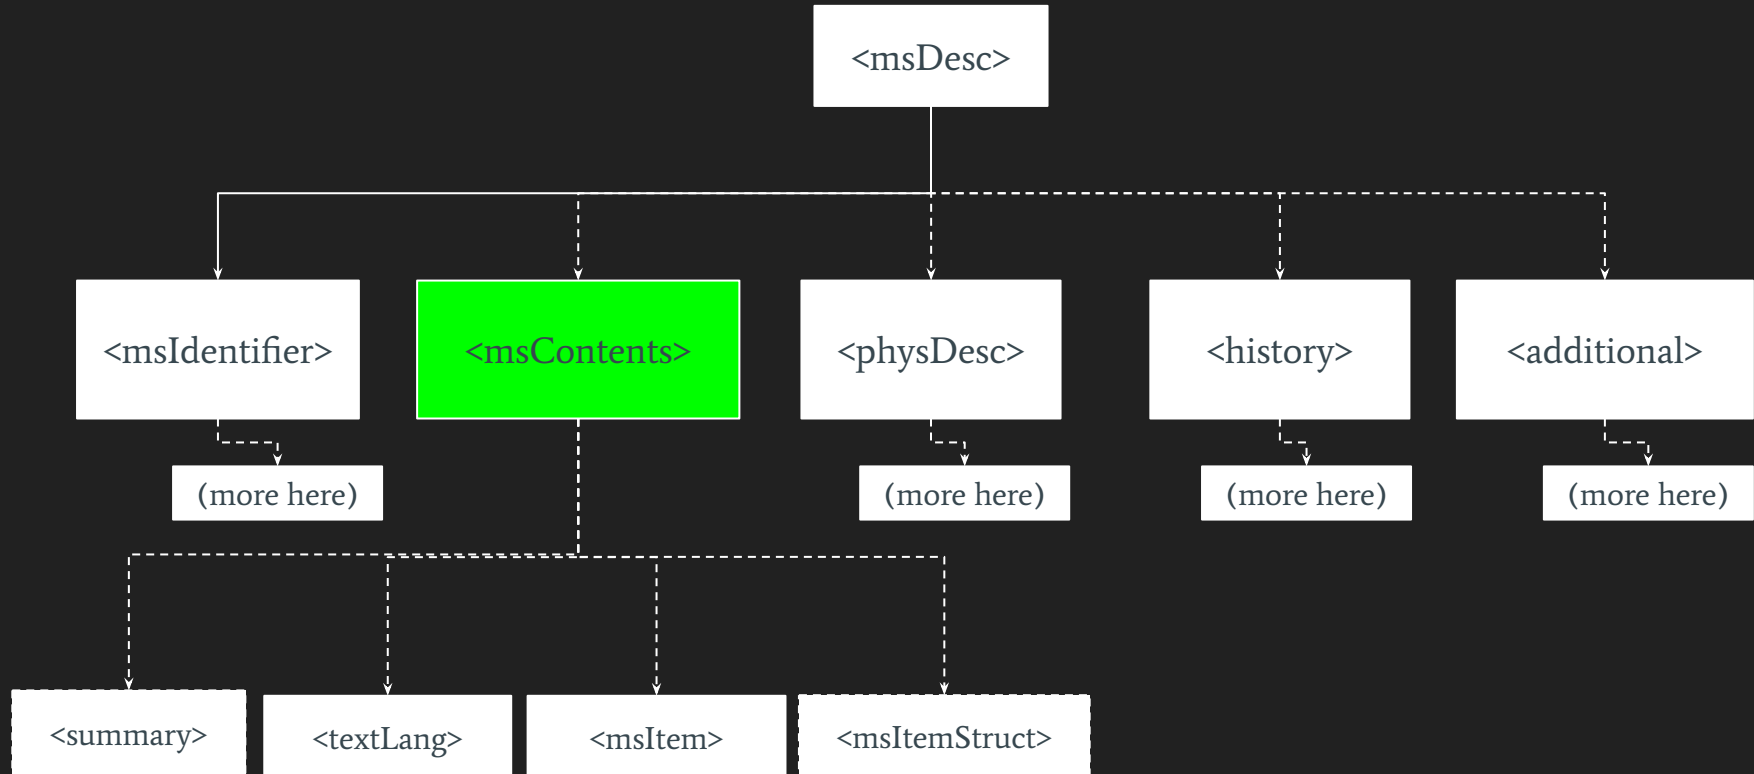 <msDesc>
<msIdentifier>
<msContents>
<physDesc>
<history>
<additional>
(more here)
(more here)
(more here)
(more here)
<summary>
<textLang>
<msItem>
<msItemStruct>